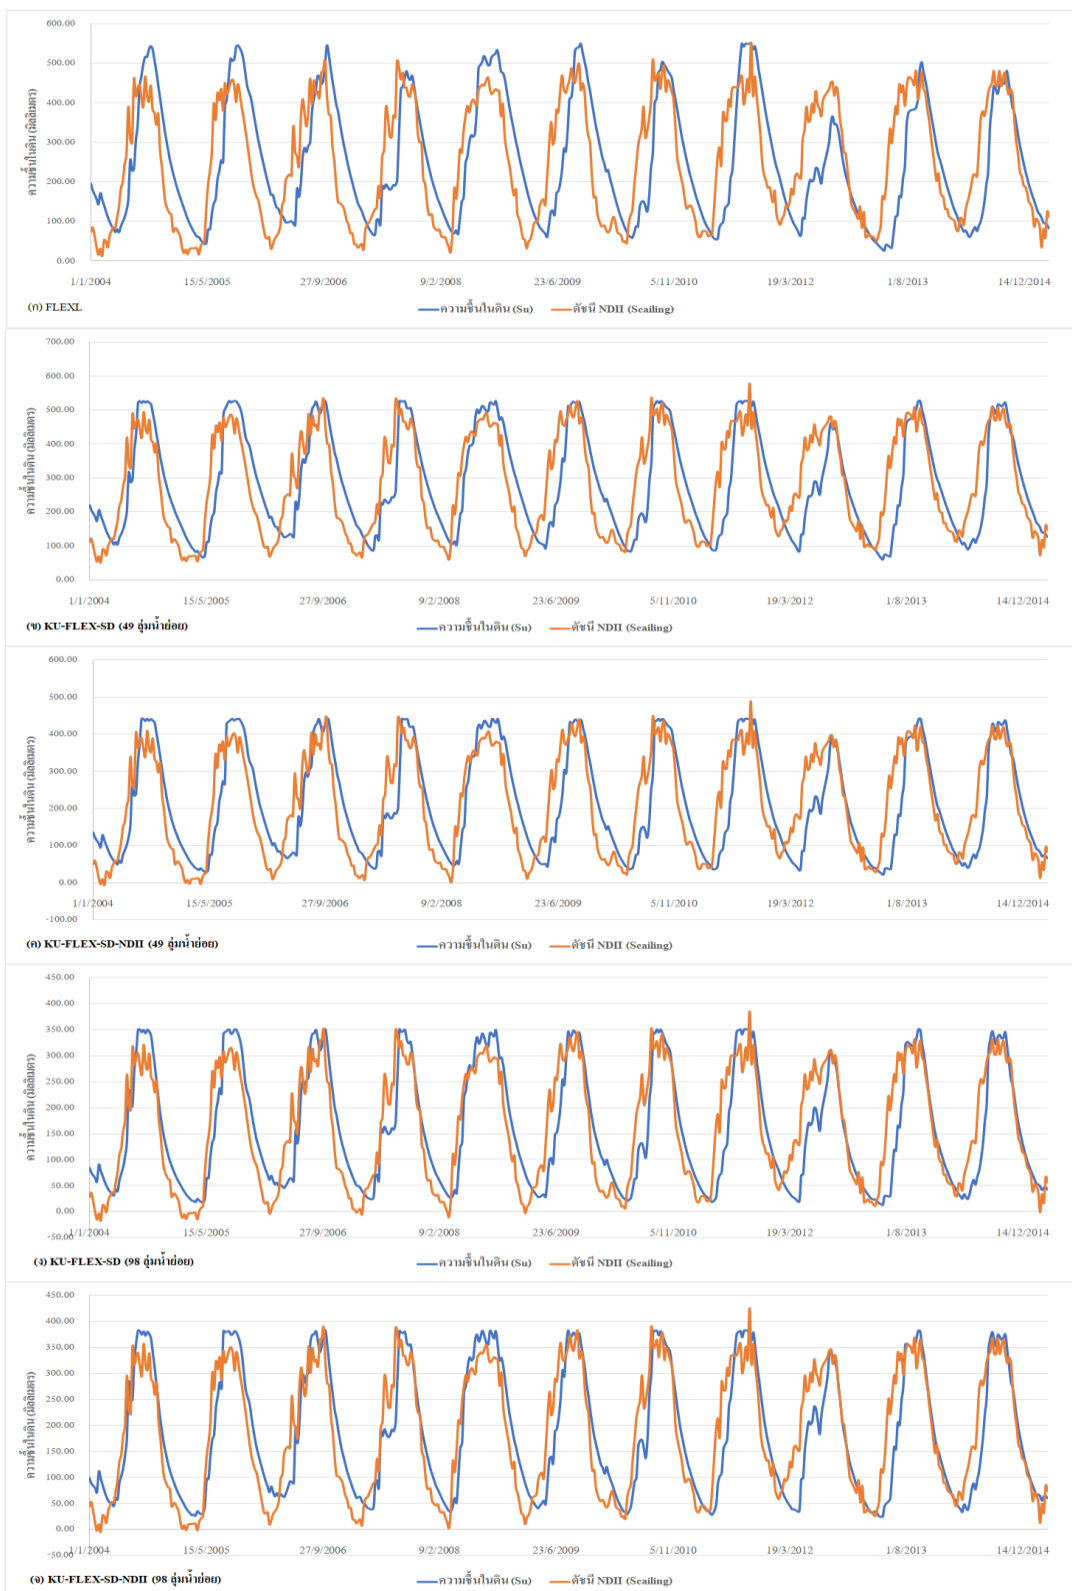 600.00
500.00
400.00
300.00
200.00
100.00
0.00
ความชื้นในดิน (มิลลิเมตร)
1/1/2004 15/5/2005 27/9/2006 9/2/2008 23/6/2009 5/11/2010 19/3/2012 1/8/2013 14/12/2014
(ก) FLEXL
ความชื้นในดิน (Su) ดัชนี NDII (Scailing)
700.00
600.00
500.00
400.00
300.00
200.00
100.00
0.00
ความชื้นในดิน (มิลลิเมตร)
1/1/2004 15/5/2005 27/9/2006 9/2/2008 23/6/2009 5/11/2010 19/3/2012 1/8/2013 14/12/2014
(ข) KU-FLEX-SD (49 ลุ่มน้ำย่อย)
ความชื้นในดิน (Su) ดัชนี NDII (Scailing)
600.00
500.00
400.00
300.00
200.00
100.00
0.00
-100.00
ความชื้นในดิน (มิลลิเมตร)
1/1/2004 15/5/2005 27/9/2006 9/2/2008 23/6/2009 5/11/2010 19/3/2012 1/8/2013 14/12/2014
(ค) KU-FLEX-SD-NDII (49 ลุ่มน้ำย่อย)
ความชื้นในดิน (Su) ดัชนี NDII (Scailing)
450.00
400.00
350.00
300.00
250.00
200.00
150.00
100.00
50.00
0.00
-50.00
ความชื้นในดิน (มิลลิเมตร)
1/1/2004 15/5/2005 27/9/2006 9/2/2008 23/6/2009 5/11/2010 19/3/2012 1/8/2013 14/12/2014
(ง) KU-FLEX-SD (98 ลุ่มน้ำย่อย)
ความชื้นในดิน (Su) ดัชนี NDII (Scailing)
450.00
400.00
350.00
300.00
250.00
200.00
150.00
100.00
50.00
0.00
-50.00
ความชื้นในดิน (มิลลิเมตร)
1/1/2004 15/5/2005 27/9/2006 9/2/2008 23/6/2009 5/11/2010 19/3/2012 1/8/2013 14/12/2014
(จ) KU-FLEX-SD-NDII (98 ลุ่มน้ำย่อย)
ความชื้นในดิน (Su) ดัชนี NDII (Scailing)